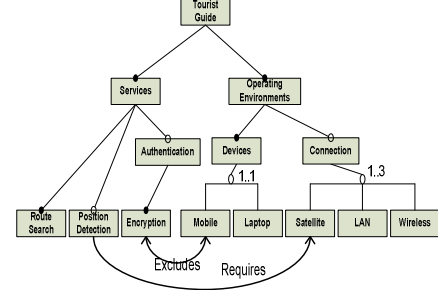 Tourist
Guide
Services
Operating
Environments
Authentication
Devices
Connection
1..1
1..3
Route
Search
Position
Detection
Encryption
Mobile
Laptop
Satellite
LAN
Wireless
Excludes
Requires